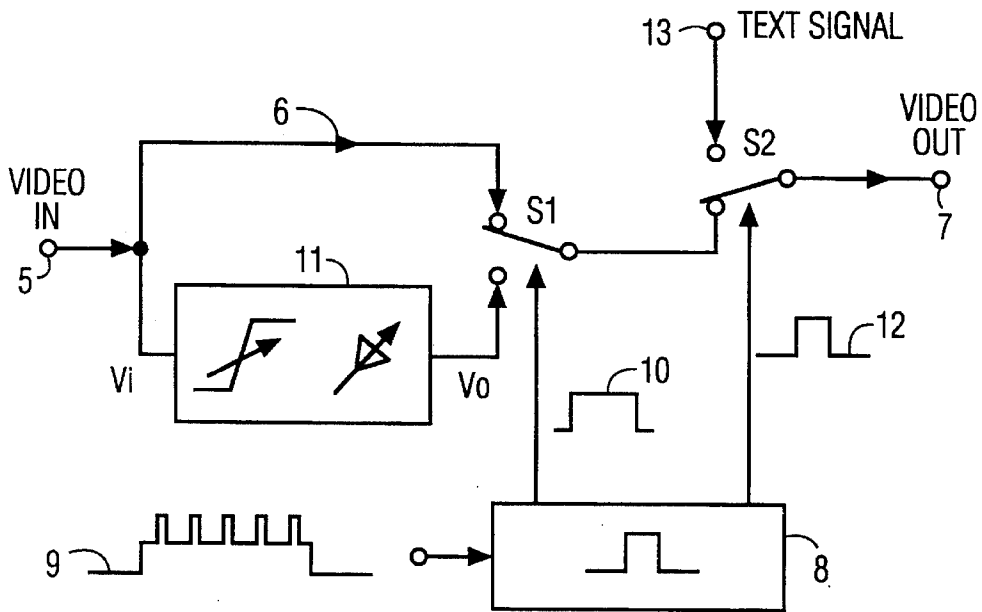 13 TEXT SIGNAL
6
VIDEO
IN
S2
VIDEO
OUT
S1
5
11
7
Vi
Vo
10
12
9
8